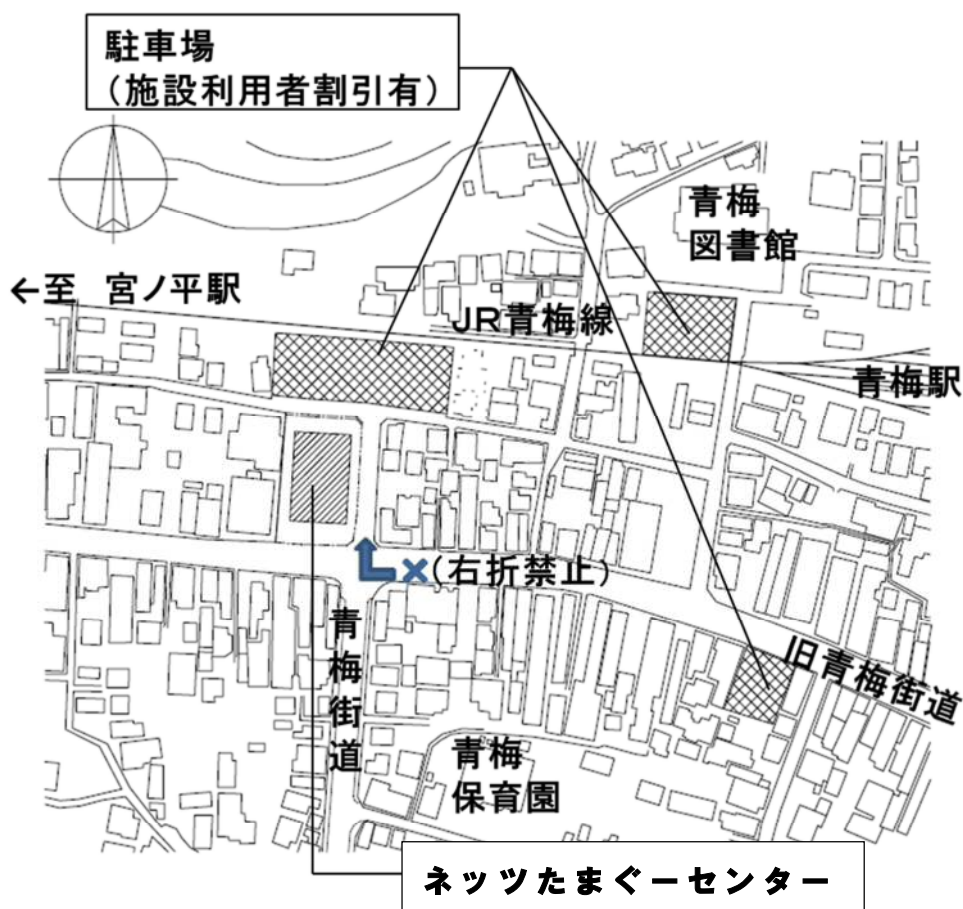 駐車場
(施設利用者割引有)
青梅
図書館
←至 宮ノ平駅
JR青梅線
青梅駅
×(右折禁止)
青梅街道
旧青梅街道
青梅
保育園
ネッツたまぐーセンター